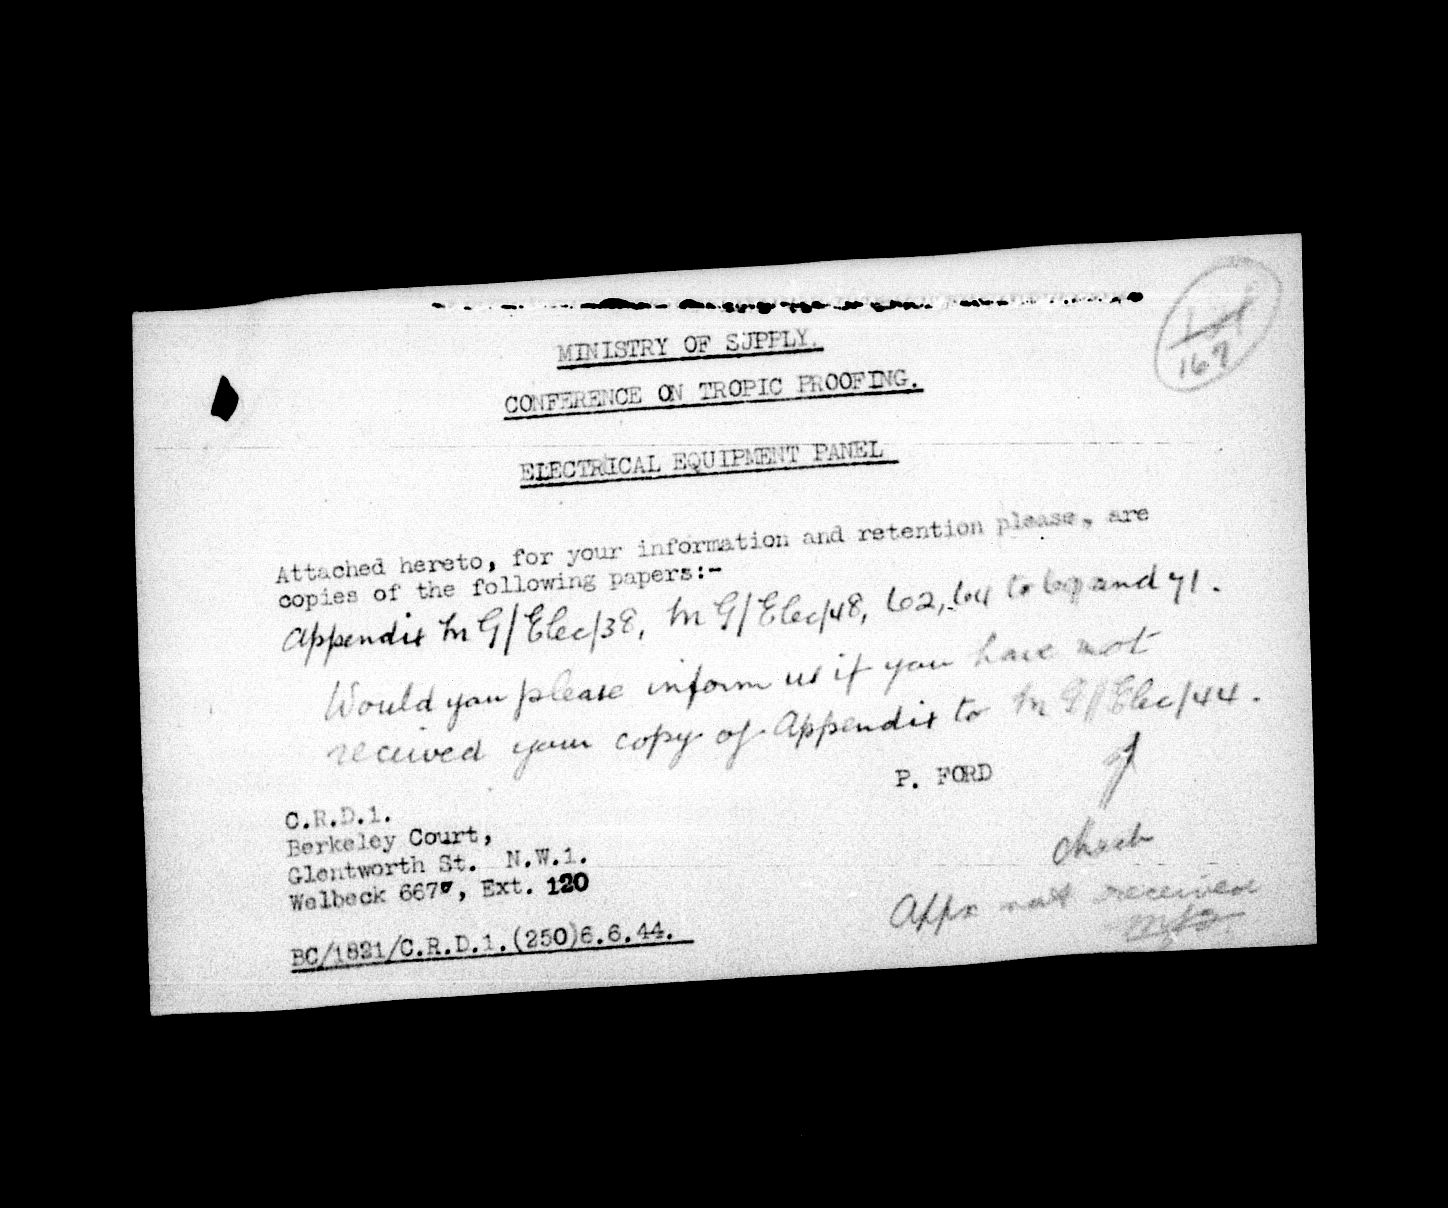 167
MINISTRY OF SUPPLY.
CONFERENCE ON TROPIC PROOFING.
ELECTRICAL EQUIPMENT PANEL
Attached hereto, for your information and retention please, are
copies of the following papers:-
Appendix M G/Elec/38, M G/Elec/48, 62, 64 to 69 and 71.
Would you please inform us if you have not
received your copy of Appendix to M G/Elec/44.
P. FORD
C.R.D.1.
Berkeley Court,
Glentworth St. N.W.1.
Welbeck 667, Ext. 120
check
Appx not received
BC/1821/C.R.D.1.(250)6.6.44.